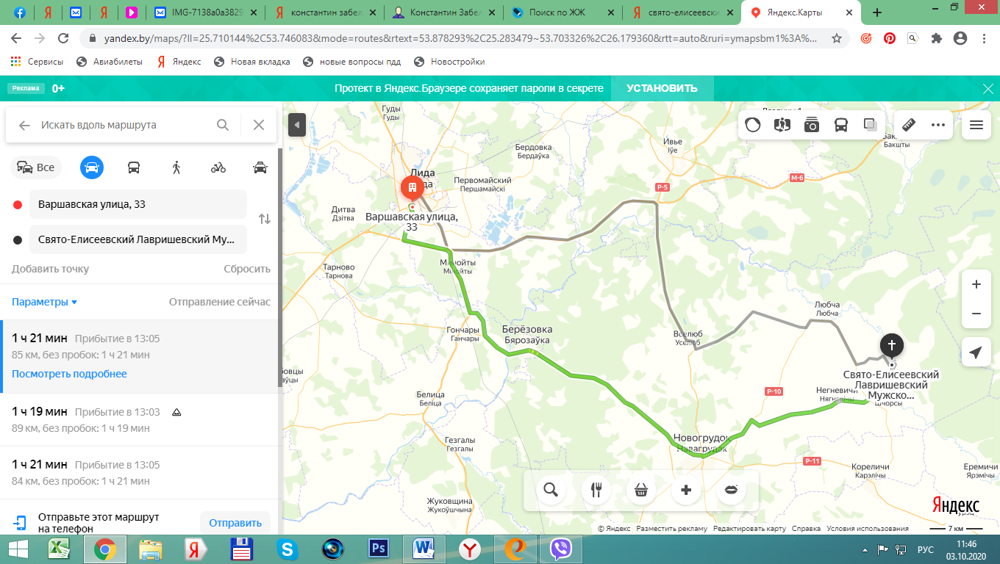 IMG-7138a0a3829
константин забел
Константин Забел
Поиск по ЖЖ
свято-елисеевски
Яндекс.Карты
yandex.by/maps/?ll=25.710144%2C53.746083&mode=routes&rtext=53.878293%2C25.283479~53.703326%2C26.179360&rtt=auto&ruri=ymapsbm1%3A%...
Сервисы
Авиабилеты
Яндекс
Новая вкладка
новые вопросы пдд
Новостройки
Реклама
0+
Протект в Яндекс.Браузере сохраняет пароли в секрете
УСТАНОВИТЬ
Искать вдоль маршрута
Все
Варшавская улица, 33
Свято-Елисеевский Лавришевский Му...
Добавить точку
Сбросить
Параметры
Отправление сейчас
1 ч 21 мин Прибытие в 13:05
85 км, без пробок: 1 ч 21 мин
Посмотреть подробнее
1 ч 19 мин Прибытие в 13:03
89 км, без пробок: 1 ч 19 мин
1 ч 21 мин Прибытие в 13:05
84 км, без пробок: 1 ч 21 мин
Отправьте этот маршрут
на телефон
Отправить
Гуды
Гуды
Бердовка
Бердаўка
Ивье
Іўе
Бакшты
М-6
Р-5
Лида
Первомайский
Першамайскі
Дитва
Дзітва
Варшавская улица,
33
Минойты
Мінойты
Тарново
Тарнова
Гончары
Ганчары
Берёзовка
Бярозаўка
Любча
Любча
Вселюб
Уселюб
Свято-Елисеевский
Лавришевский
Мужско...
Негневичи
Нягневічы
Щорсы
Р-10
Белица
Беліца
Гезгалы
Гезгалы
Новогрудок
Навагрудак
Р-11
Кореличи
Карэлічы
Еремичи
Ярэмічы
Жуковщина
Жукоўшчына
Яндекс
© Яндекс Разместить рекламу Редактировать карту Справка Условия использования
7 км
РУС
11:46
03.10.2020